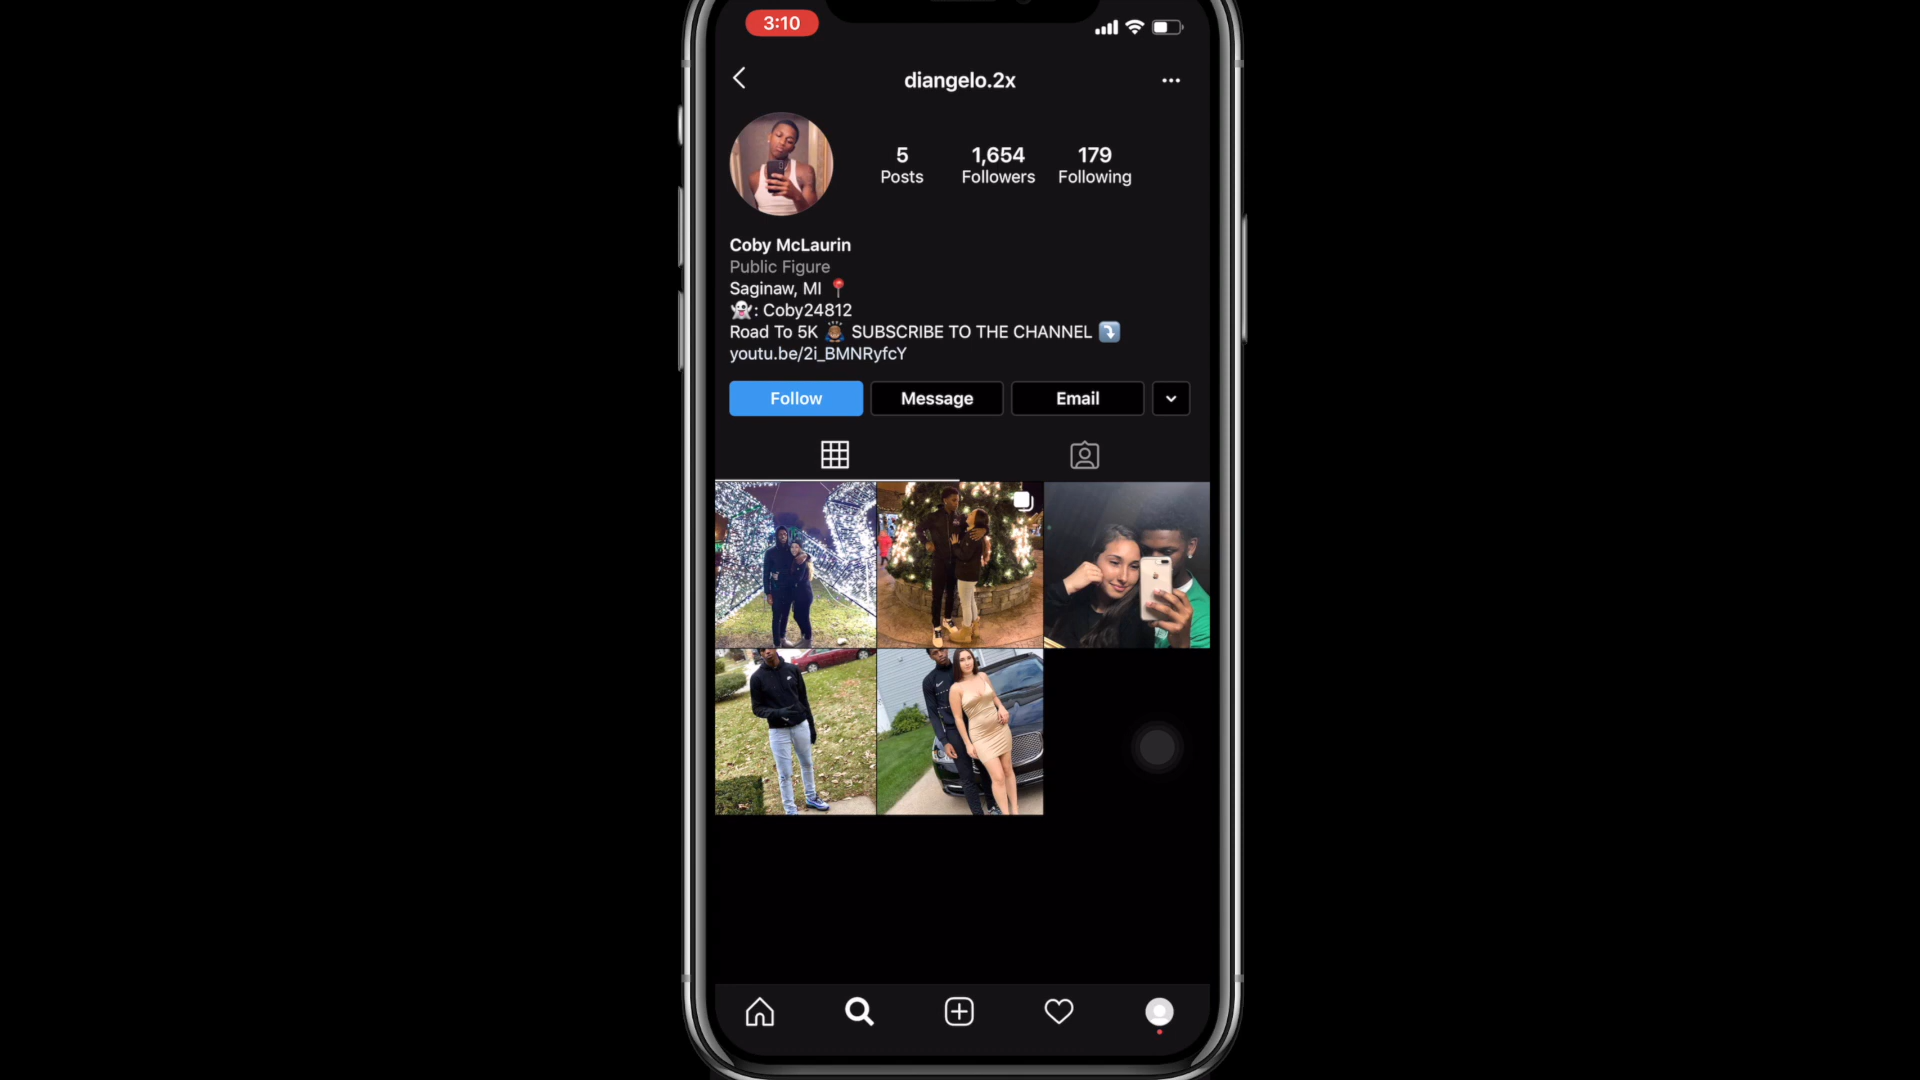 3:10
diangelo.2x
5 1,654 179
Posts Followers Following
Coby McLaurin
Public Figure
Saginaw, MI 📍
👻: Coby24812
Road To 5K 🙇🏽‍♂️ SUBSCRIBE TO THE CHANNEL ⤵️
youtu.be/2i_BMNRyfcY
Follow Message Email